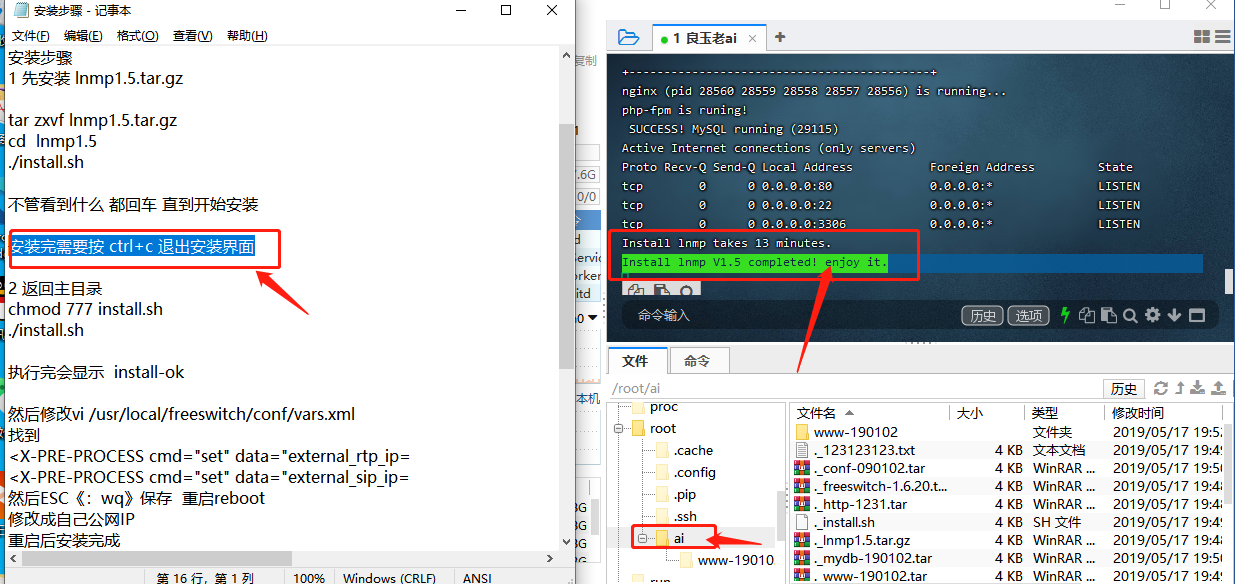 安装步骤 - 记事本
文件(F) 编辑(E) 格式(O) 查看(V) 帮助(H)
安装步骤
1 先安装 lnmp1.5.tar.gz
tar zxvf lnmp1.5.tar.gz
cd  lnmp1.5
./install.sh
不管看到什么 都回车 直到开始安装
安装完需要按 ctrl+c 退出安装界面
2 返回主目录
chmod 777 install.sh
./install.sh
执行完会显示  install-ok
然后修改vi /usr/local/freeswitch/conf/vars.xml
找到
<X-PRE-PROCESS cmd="set" data="external_rtp_ip=
<X-PRE-PROCESS cmd="set" data="external_sip_ip=
然后ESC《：wq》保存  重启reboot
修改成自己公网IP
重启后安装完成
第 16 行，第 1 列 100% Windows (CRLF) ANSI
复制
7.6G
0/0
本机
1 良玉老ai
+------------------------------------------+
nginx (pid 28560 28559 28558 28557 28556) is running...
php-fpm is runing!
SUCCESS! MySQL running (29115)
Active Internet connections (only servers)
Proto Recv-Q Send-Q Local Address Foreign Address State
tcp 0 0 0.0.0.0:80 0.0.0.0:* LISTEN
tcp 0 0 0.0.0.0:22 0.0.0.0:* LISTEN
tcp 0 0 0.0.0.0:3306 0.0.0.0:* LISTEN
Install lnmp takes 13 minutes.
Install lnmp V1.5 completed! enjoy it.
命令输入 历史 选项
文件 命令
/root/ai 历史
proc
root
.cache
.config
.pip
.ssh
ai
www-19010
run
文件名 大小 类型 修改时间
www-190102 文件夹 2019/05/17 19:52
._123123123.txt 4 KB 文本文档 2019/05/17 19:49
._conf-090102.tar 4 KB WinRAR ... 2019/05/17 19:50
._freeswitch-1.6.20.t... 4 KB WinRAR ... 2019/05/17 19:48
._http-1231.tar 4 KB WinRAR ... 2019/05/17 19:48
._install.sh 4 KB SH 文件 2019/05/17 19:49
._lnmp1.5.tar.gz 4 KB WinRAR ... 2019/05/17 19:48
._mydb-190102.tar 4 KB WinRAR ... 2019/05/17 19:50
._www-190102.tar 4 KB WinRAR ... 2019/05/17 19:48